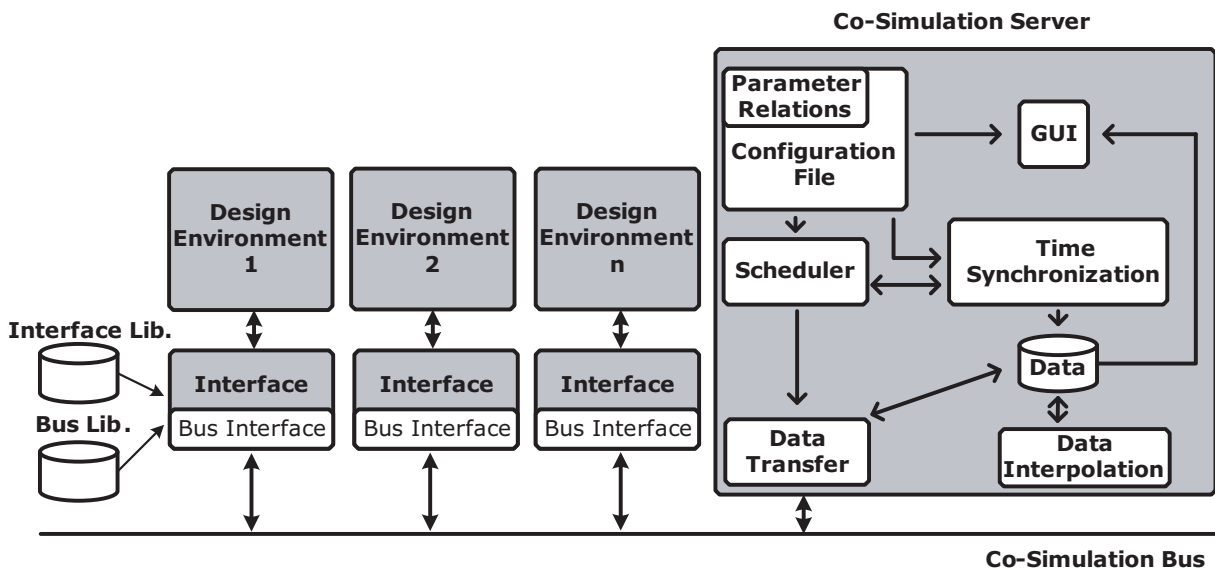 Co-Simulation Server
Parameter
Relations
Configuration
File
GUI
Design
Environment
1
Design
Environment
2
Design
Environment
n
Scheduler
Time
Synchronization
Interface Lib.
Interface
Interface
Interface
Data
Bus Lib.
Bus Interface
Bus Interface
Bus Interface
Data
Transfer
Data
Interpolation
Co-Simulation Bus